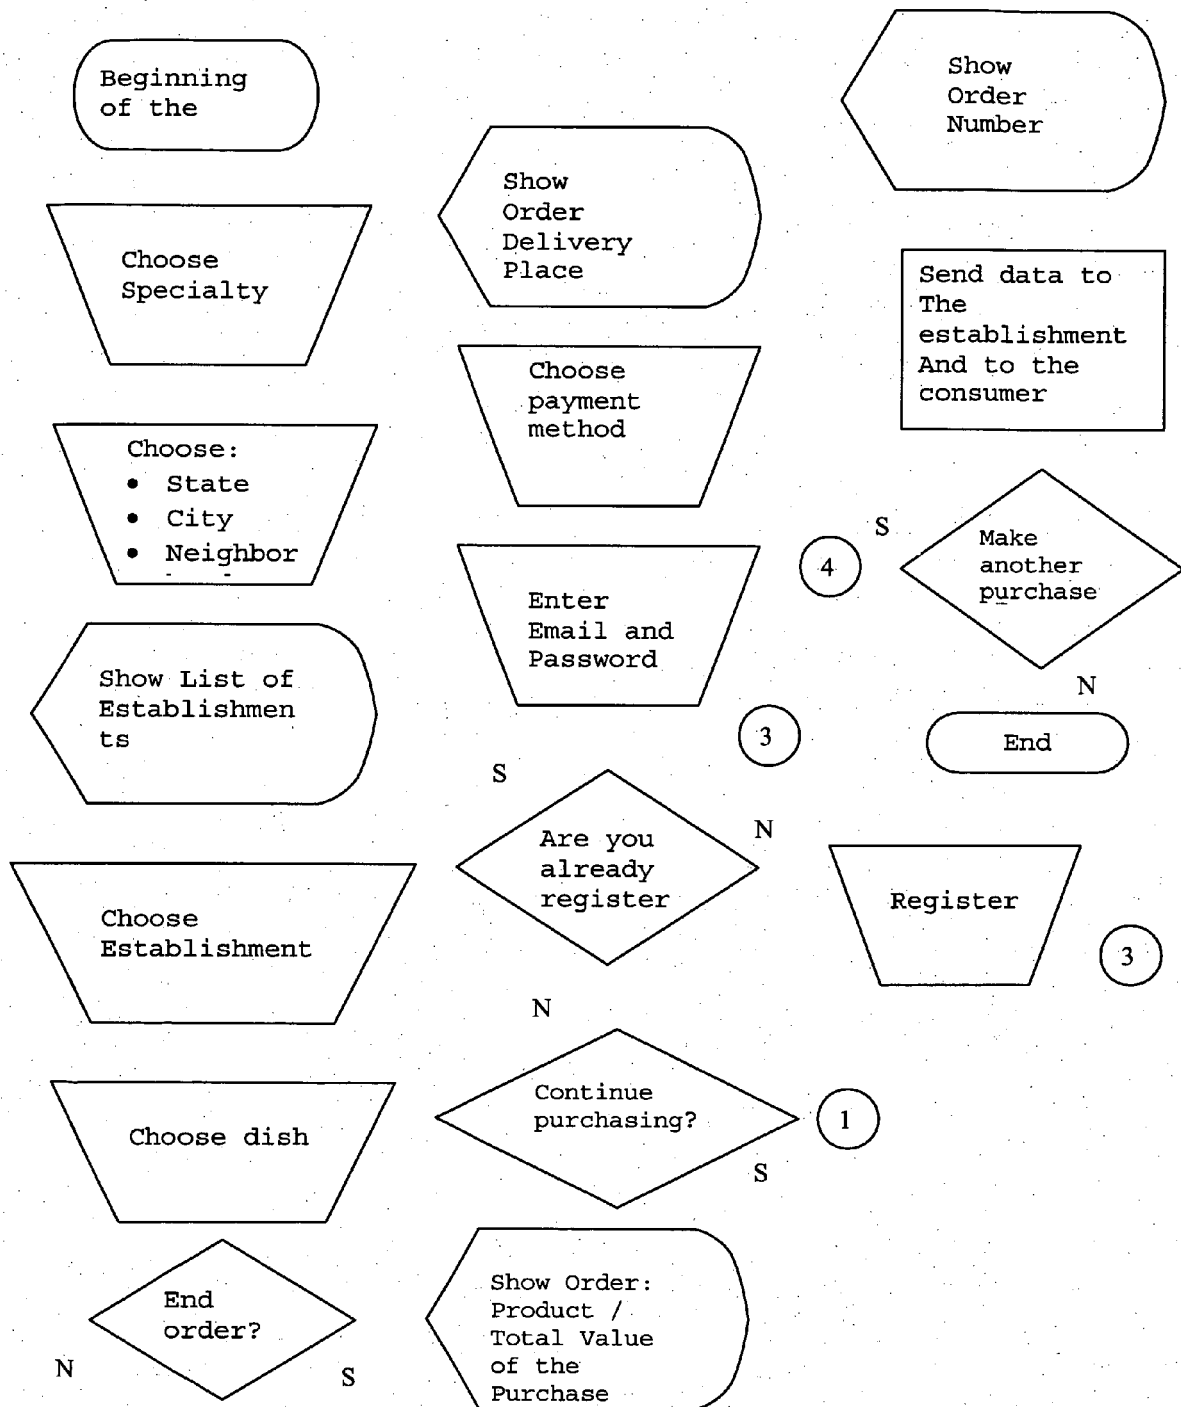 Beginning
of the
Choose
Specialty
Choose:
• State
• City
• Neighbor
Show List of
Establishmen
ts
Choose
Establishment
Choose dish
End
order?
N
S
Show
Order
Delivery
Place
Choose
payment
method
Enter
Email and
Password
3
S
Are you
already
register
N
N
Continue
purchasing?
1
S
Show Order:
Product /
Total Value
of the
Purchase
Show
Order
Number
Send data to
The
establishment
And to the
consumer
S
4
Make
another
purchase
N
End
Register
3